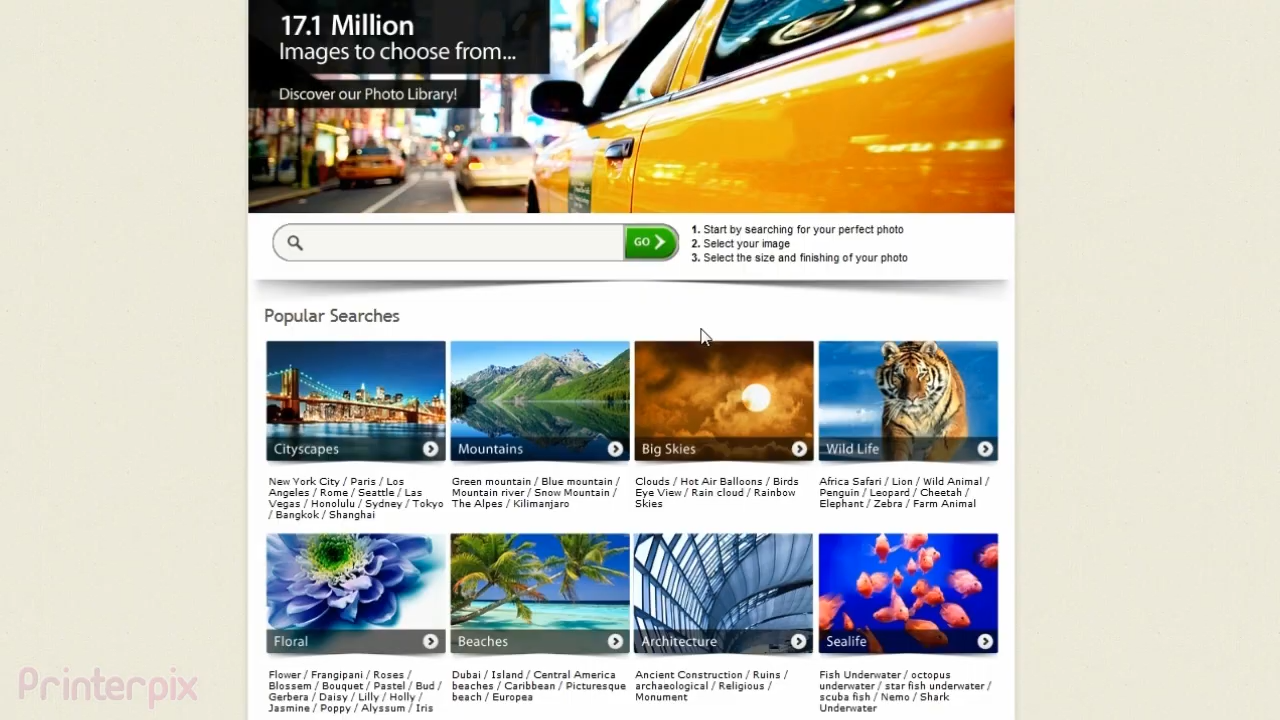 17.1 Million
Images to choose from...
Discover our Photo Library!
GO
1. Start by searching for your perfect photo
2. Select your image
3. Select the size and finishing of your photo
Popular Searches
Cityscapes
Mountains
Big Skies
Wild Life
New York City / Paris / Los
Angeles / Rome / Seattle / Las
Vegas / Honolulu / Sydney / Tokyo
/ Bangkok / Shanghai
Green mountain / Blue mountain /
Mountain river / Snow Mountain /
The Alpes / Kilimanjaro
Clouds / Hot Air Balloons / Birds
Eye View / Rain cloud / Rainbow
Skies
Africa Safari / Lion / Wild Animal /
Penguin / Leopard / Cheetah /
Elephant / Zebra / Farm Animal
Floral
Beaches
Architecture
Sealife
Flower / Frangipani / Roses /
Blossem / Bouquet / Pastel / Bud /
Gerbera / Daisy / Lilly / Holly /
Jasmine / Poppy / Alyssum / Iris
Dubai / Island / Central America
beaches / Caribbean / Picturesque
beach / Europea
Ancient Construction / Ruins /
archaeological / Religious /
Monument
Fish Underwater / octopus
underwater / star fish underwater /
scuba fish / Nemo / Shark
Underwater
Printerpix